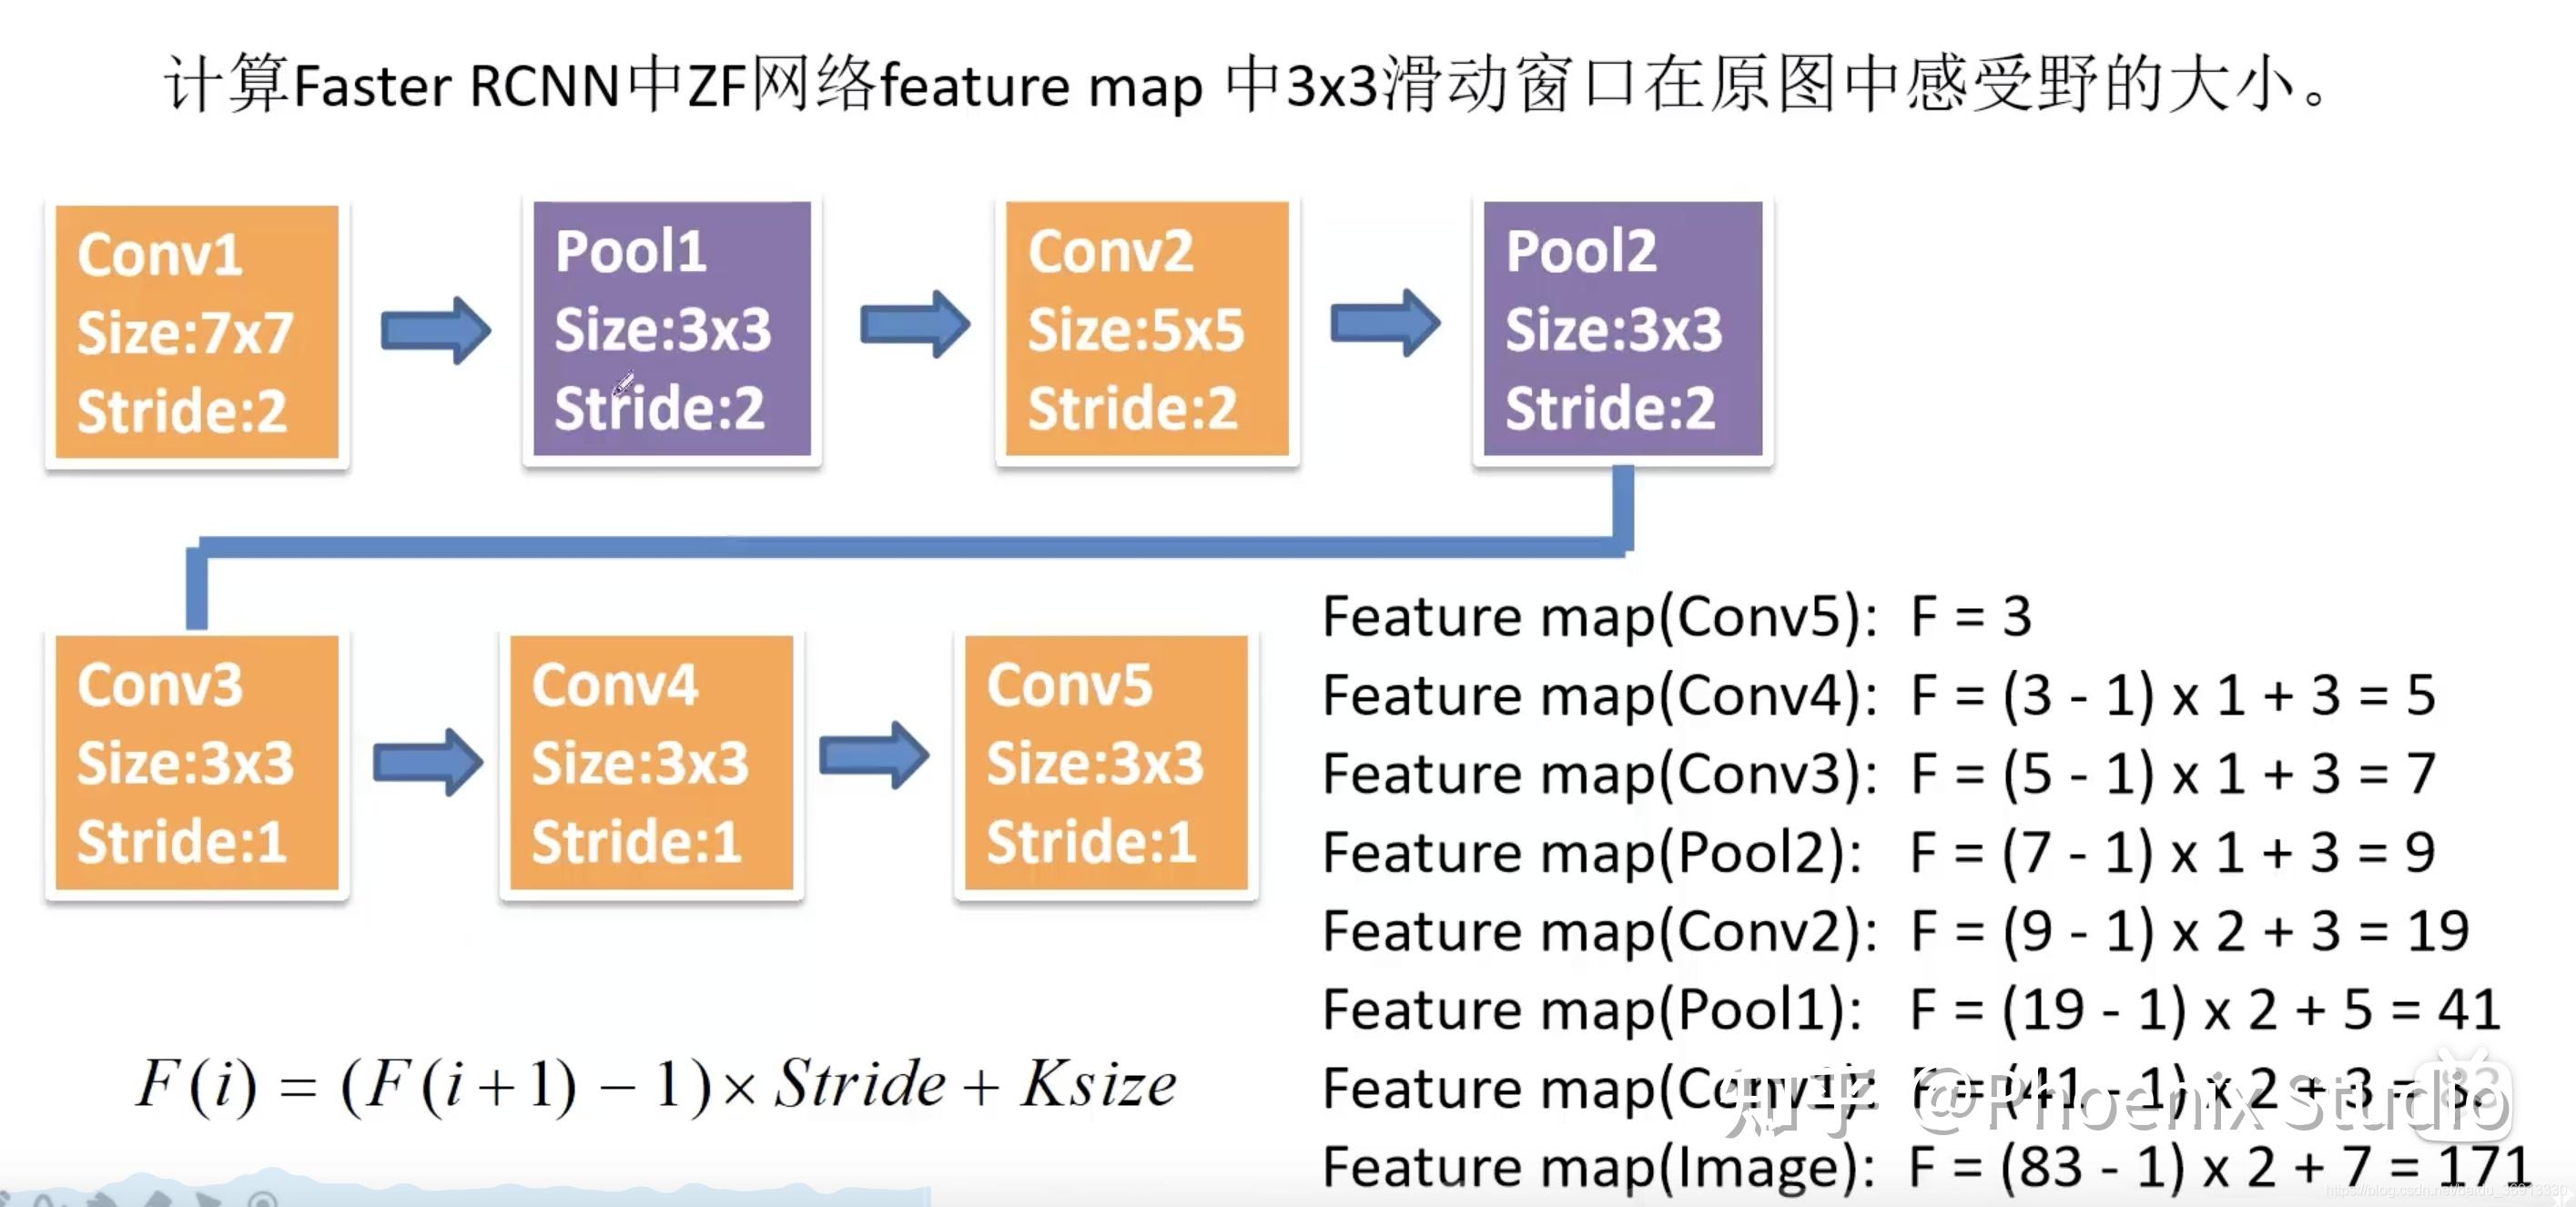 计算Faster RCNN中ZF网络feature map 中3x3滑动窗口在原图中感受野的大小。
Conv1
Size:7x7
Stride:2
Pool1
Size:3x3
Stride:2
Conv2
Size:5x5
Stride:2
Pool2
Size:3x3
Stride:2
Conv3
Size:3x3
Stride:1
Conv4
Size:3x3
Stride:1
Conv5
Size:3x3
Stride:1
Feature map(Conv5): F = 3
Feature map(Conv4): F = (3 - 1) x 1 + 3 = 5
Feature map(Conv3): F = (5 - 1) x 1 + 3 = 7
Feature map(Pool2): F = (7 - 1) x 1 + 3 = 9
Feature map(Conv2): F = (9 - 1) x 2 + 3 = 19
Feature map(Pool1): F = (19 - 1) x 2 + 5 = 41
Feature map(Conv1): F = (41 - 1) x 2 + 3 = 83
Feature map(Image): F = (83 - 1) x 2 + 7 = 171
F(i) = (F(i+1) − 1) × Stride + Ksize
知乎 @Phoenix Studio